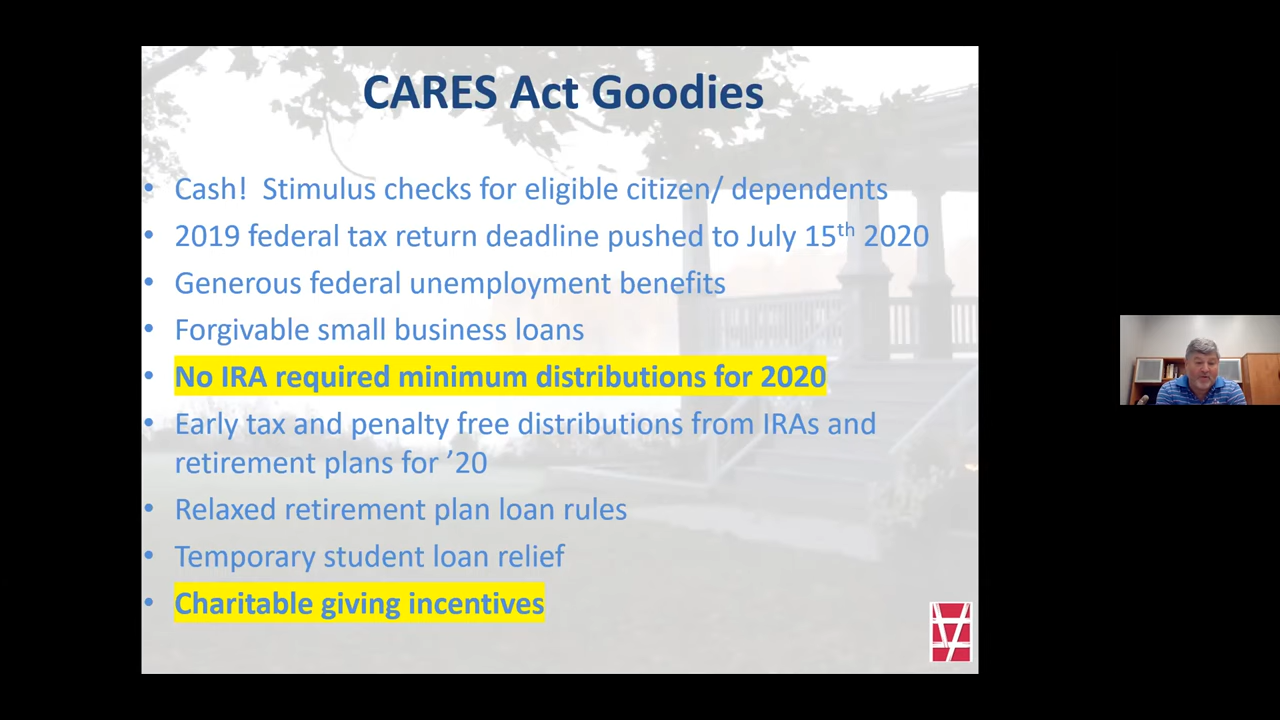 CARES Act Goodies
• Cash!  Stimulus checks for eligible citizen/ dependents
• 2019 federal tax return deadline pushed to July 15th 2020
• Generous federal unemployment benefits
• Forgivable small business loans
• No IRA required minimum distributions for 2020
• Early tax and penalty free distributions from IRAs and
retirement plans for ’20
• Relaxed retirement plan loan rules
• Temporary student loan relief
• Charitable giving incentives